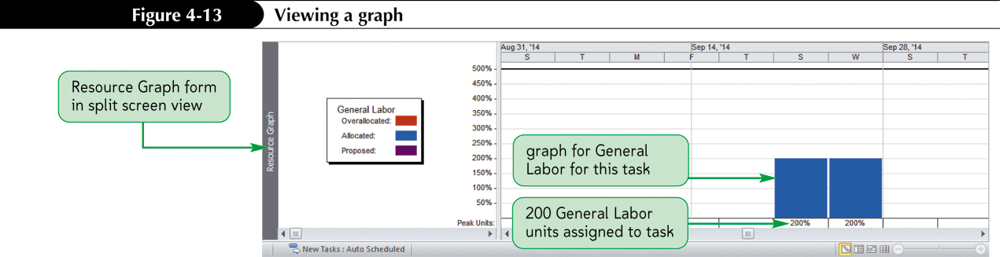 Figure 4-13 Viewing a graph
Aug 31, '14 Sep 14, '14 Sep 28, '14
S T M F T S W S T
Resource Graph form
in split screen view
Resource Graph
General Labor
Overallocated:
Allocated:
Proposed:
500%
450%
400%
350%
300%
250%
200%
150%
100%
50%
Peak Units:
graph for General
Labor for this task
200 General Labor
units assigned to task
200% 200%
New Tasks : Auto Scheduled